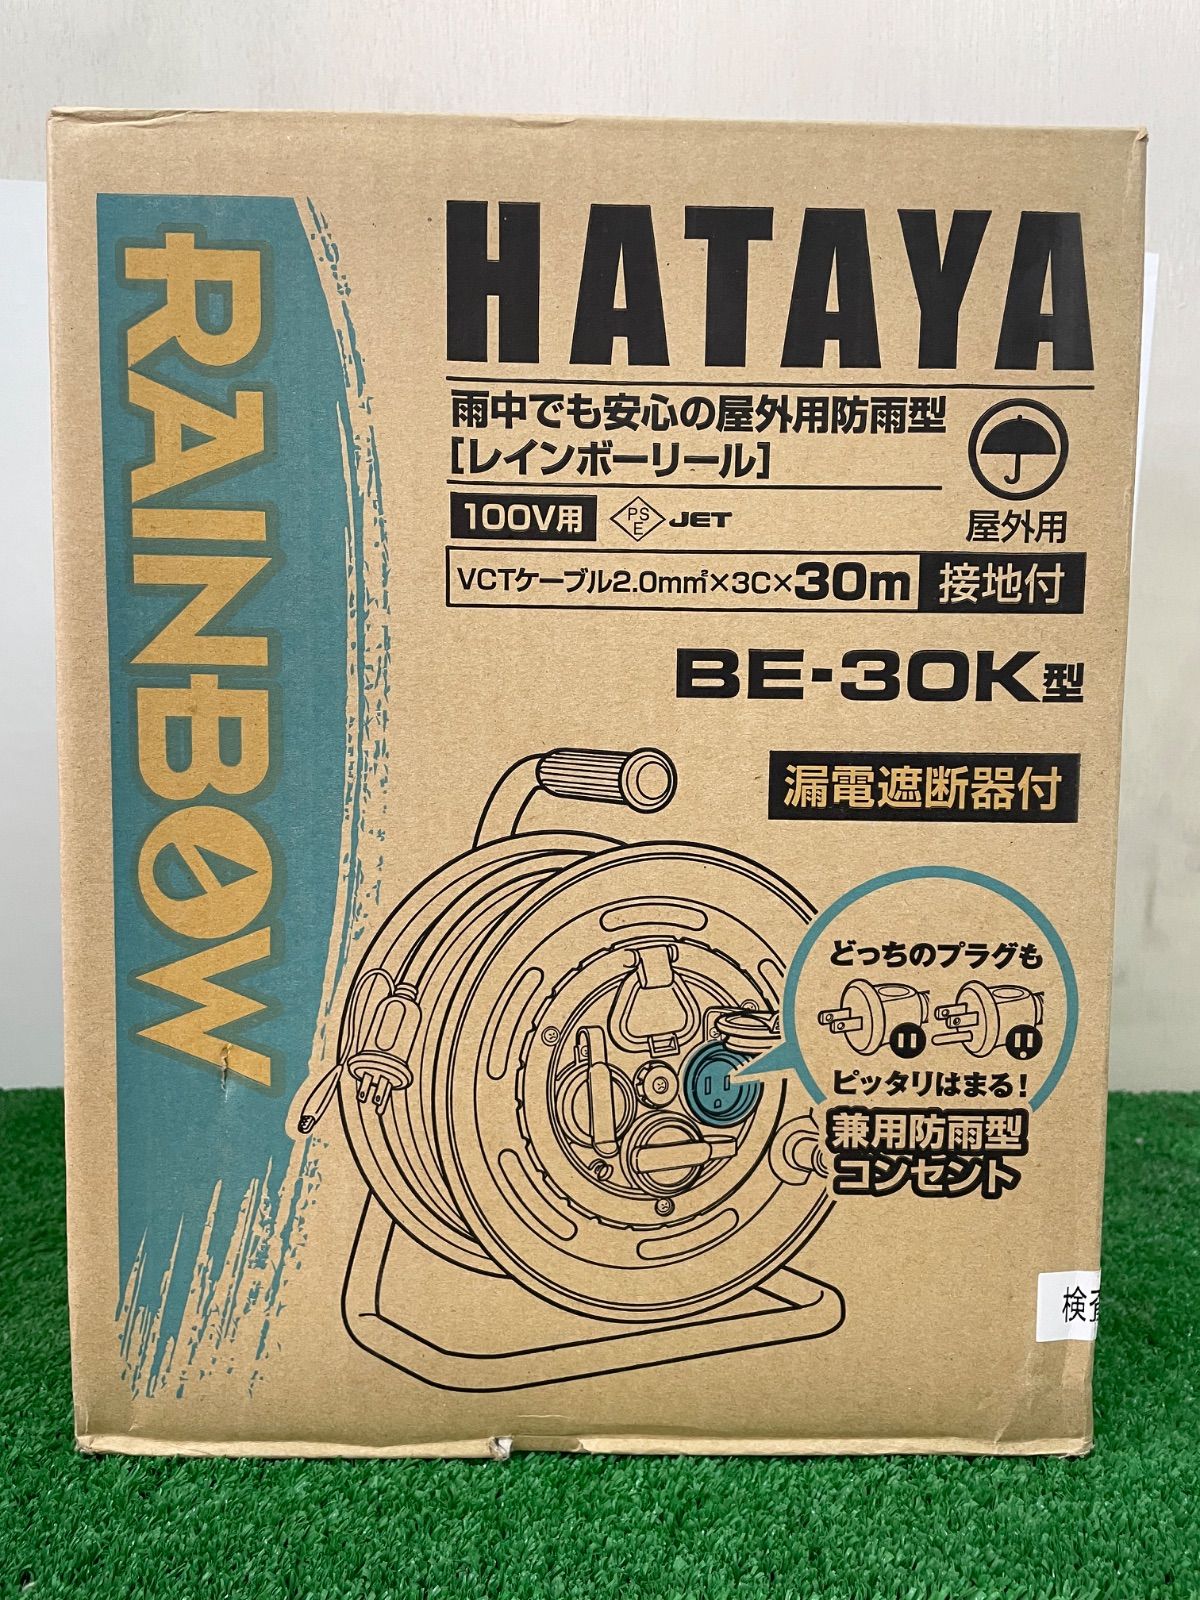 RAINBOW
HATAYA
雨中でも安心の屋外用防雨型
[レインボーリール]
屋外用
100V用
PS
E
JET
VCTケーブル2.0mm²×3C×30m
接地付
BE-30K型
漏電遮断器付
どっちのプラグも
ピッタリはまる!
兼用防雨型
コンセント
検査